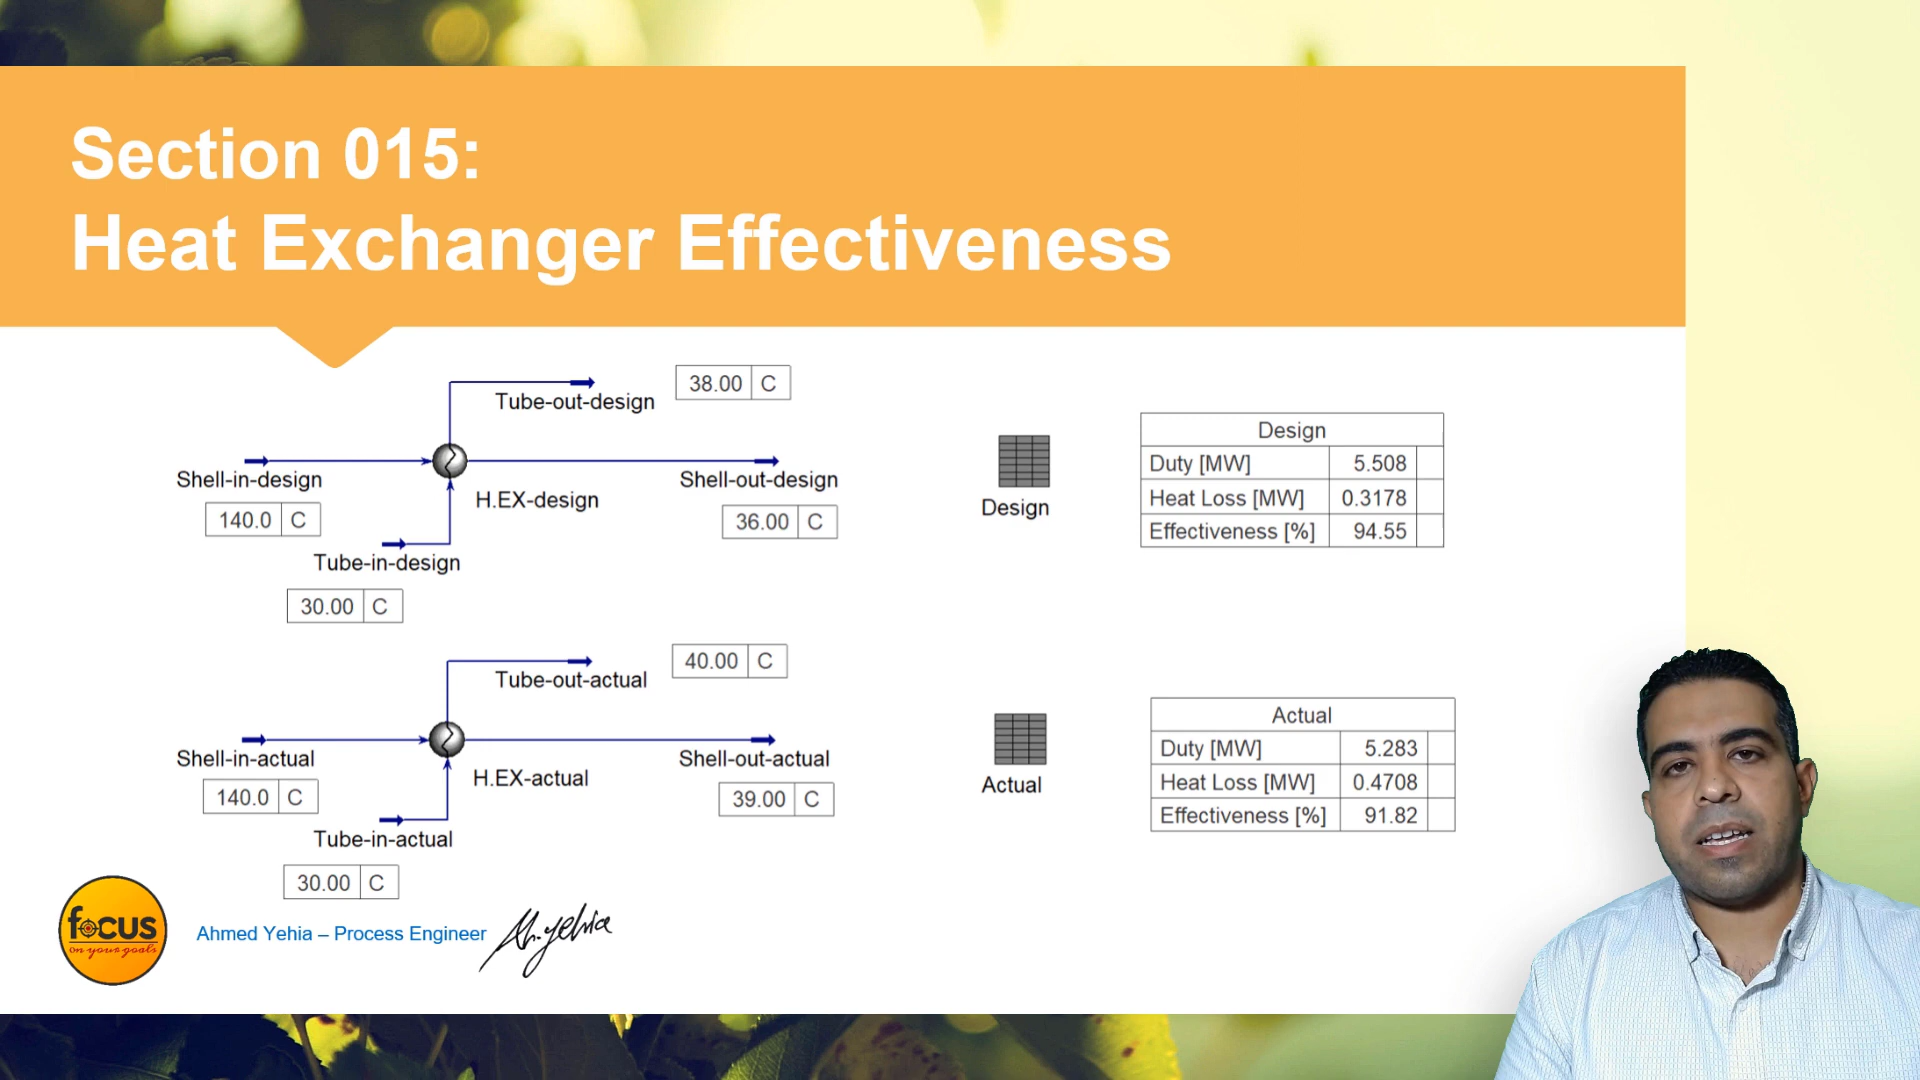 Section 015:
Heat Exchanger Effectiveness
38.00 C
Tube-out-design
Shell-in-design
140.0 C
H.EX-design
Shell-out-design
36.00 C
Tube-in-design
30.00 C
Design
Design
Duty [MW] 5.508
Heat Loss [MW] 0.3178
Effectiveness [%] 94.55
40.00 C
Tube-out-actual
Shell-in-actual
140.0 C
H.EX-actual
Shell-out-actual
39.00 C
Tube-in-actual
30.00 C
Actual
Actual
Duty [MW] 5.283
Heat Loss [MW] 0.4708
Effectiveness [%] 91.82
focus
on your goals
Ahmed Yehia – Process Engineer
Ah.yehia